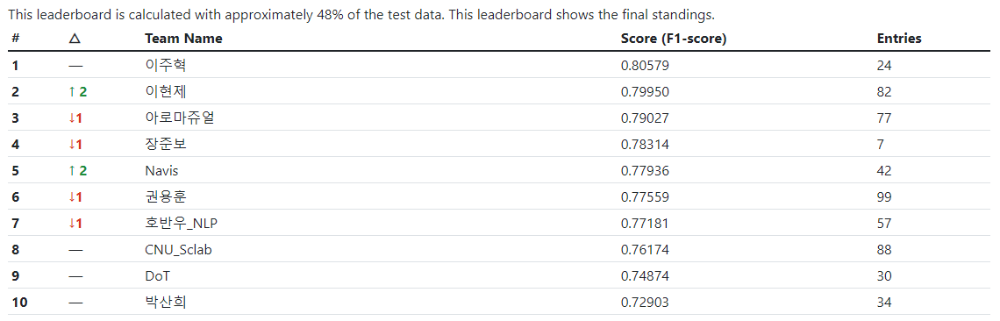 This leaderboard is calculated with approximately 48% of the test data. This leaderboard shows the final standings.
# △ Team Name Score (F1-score) Entries
1 — 이주혁 0.80579 24
2 ↑ 2 이현제 0.79950 82
3 ↓1 아로마쥬얼 0.79027 77
4 ↓1 장준보 0.78314 7
5 ↑ 2 Navis 0.77936 42
6 ↓1 권용훈 0.77559 99
7 ↓1 호반우_NLP 0.77181 57
8 — CNU_Sclab 0.76174 88
9 — DoT 0.74874 30
10 — 박산희 0.72903 34